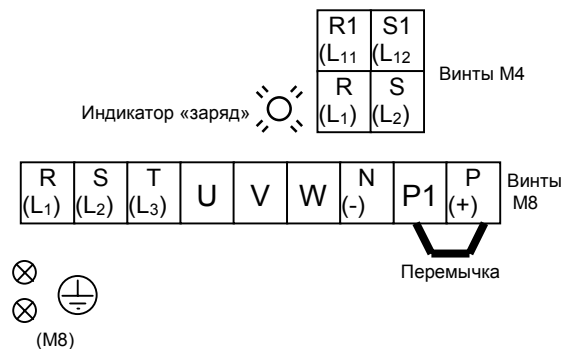 R1 S1
(L11 (L12
R S
(L1) (L2)
Винты M4
Индикатор «заряд»
R S T U V W N P1 P
(L1) (L2) (L3) (-) (+)
Винты
M8
Перемычка
(M8)